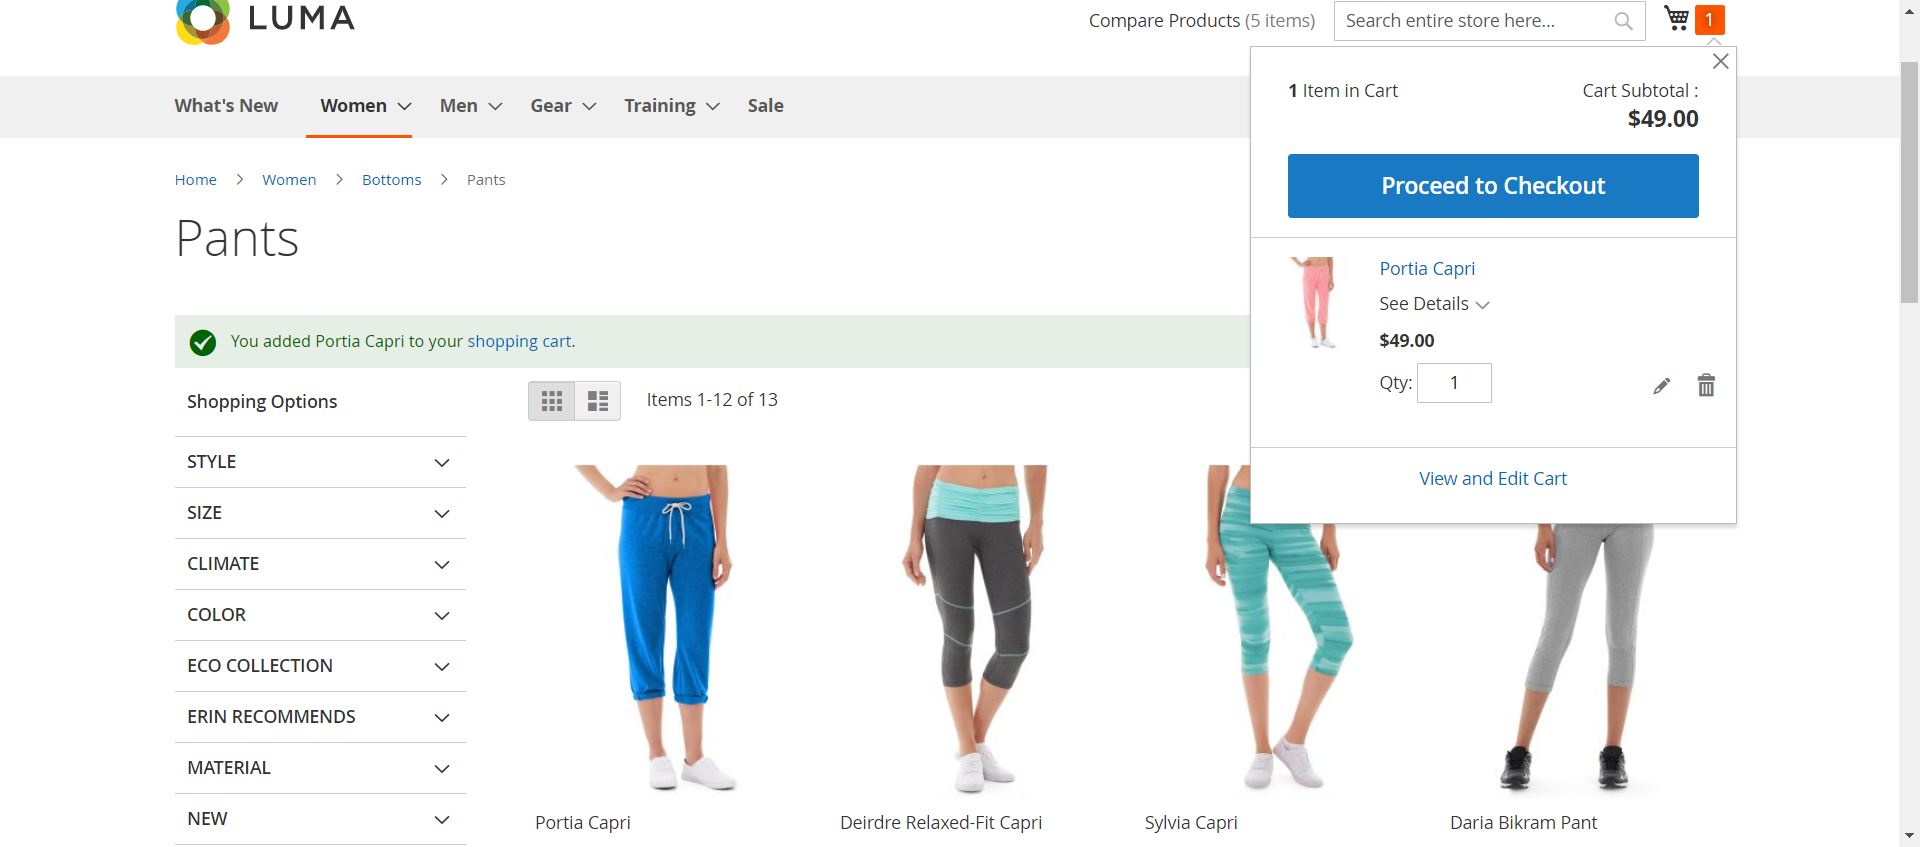 LUMA
Compare Products (5 items)
Search entire store here...
1
What's New
Women
Men
Gear
Training
Sale
1 Item in Cart
Cart Subtotal :
$49.00
Proceed to Checkout
Portia Capri
See Details
$49.00
Qty: 1
View and Edit Cart
Home > Women > Bottoms > Pants
Pants
You added Portia Capri to your shopping cart.
Shopping Options
Items 1-12 of 13
STYLE
SIZE
CLIMATE
COLOR
ECO COLLECTION
ERIN RECOMMENDS
MATERIAL
NEW
Portia Capri
Deirdre Relaxed-Fit Capri
Sylvia Capri
Daria Bikram Pant